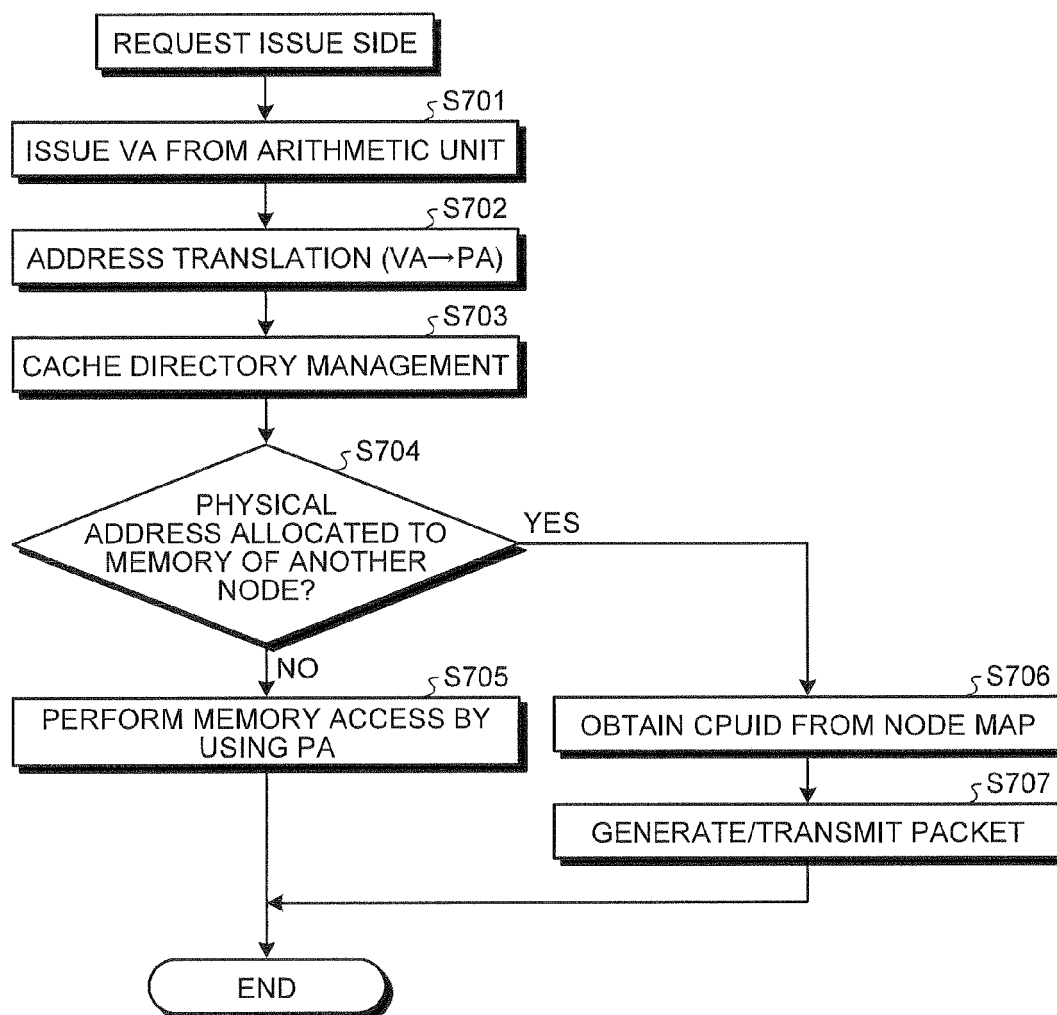 REQUEST ISSUE SIDE
S701
ISSUE VA FROM ARITHMETIC UNIT
S702
ADDRESS TRANSLATION (VA→PA)
S703
CACHE DIRECTORY MANAGEMENT
S704
PHYSICAL
ADDRESS ALLOCATED TO
MEMORY OF ANOTHER
NODE?
YES
NO
S705
PERFORM MEMORY ACCESS BY
USING PA
S706
OBTAIN CPUID FROM NODE MAP
S707
GENERATE/TRANSMIT PACKET
END